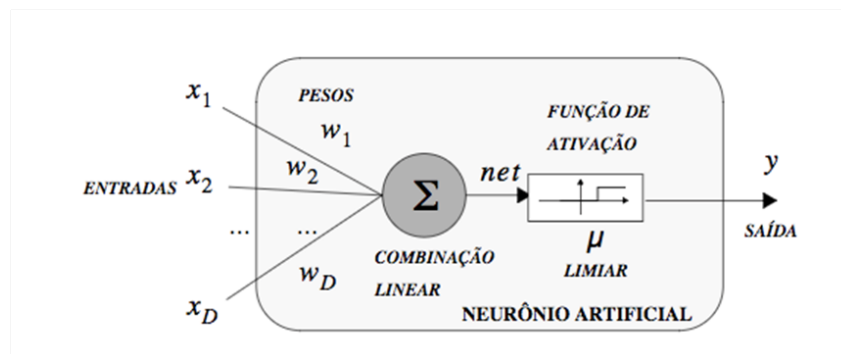 PESOS
FUNÇÃO DE
ATIVAÇÃO
x1
w1
ENTRADAS x2
w2
net
y
Σ
... ...
μ
SAÍDA
COMBINAÇÃO
LINEAR
LIMIAR
wD
xD
NEURÔNIO ARTIFICIAL